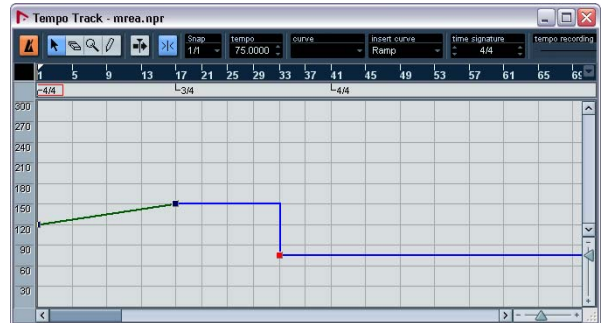 Tempo Track - mrea.npr
Snap tempo curve insert curve time signature tempo recording
1/1 75.0000 Ramp 4/4
1 5 9 13 17 21 25 29 33 37 41 45 49 53 57 61 65 69
4/4 3/4 4/4
300
270
240
210
180
150
120
90
60
30